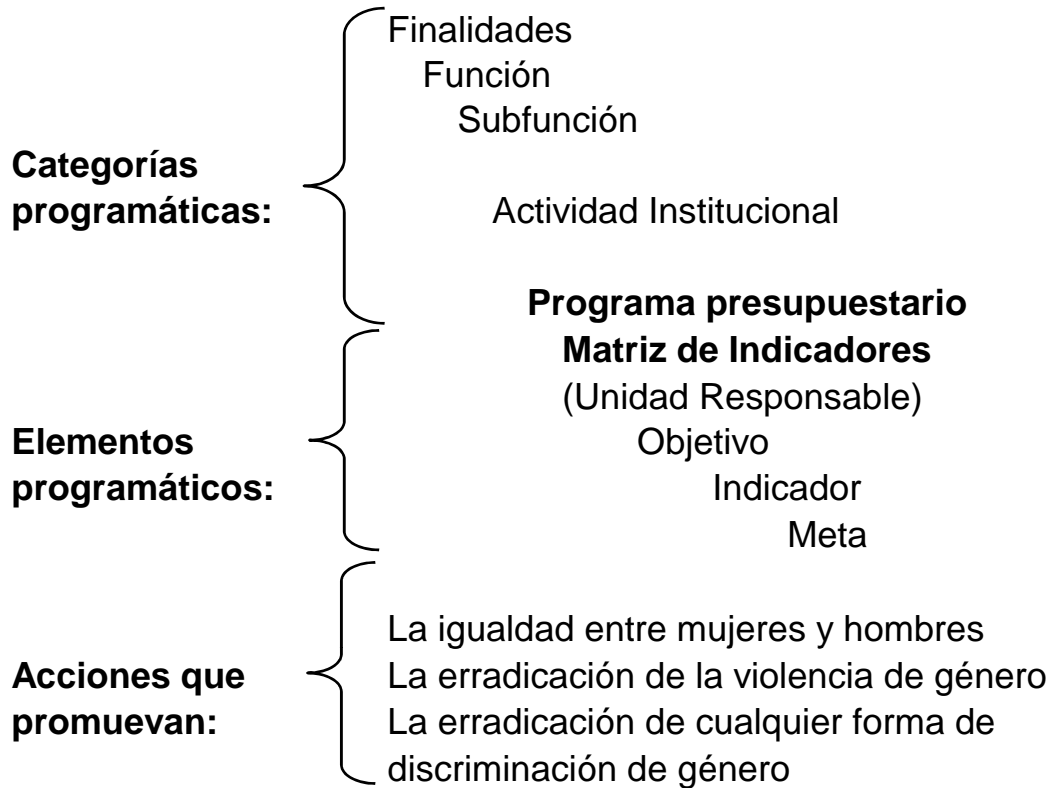 Finalidades
Función
Subfunción
Categorías
programáticas:
Actividad Institucional
Programa presupuestario
Matriz de Indicadores
(Unidad Responsable)
Elementos
programáticos:
Objetivo
Indicador
Meta
Acciones que
promuevan:
La igualdad entre mujeres y hombres
La erradicación de la violencia de género
La erradicación de cualquier forma de
discriminación de género